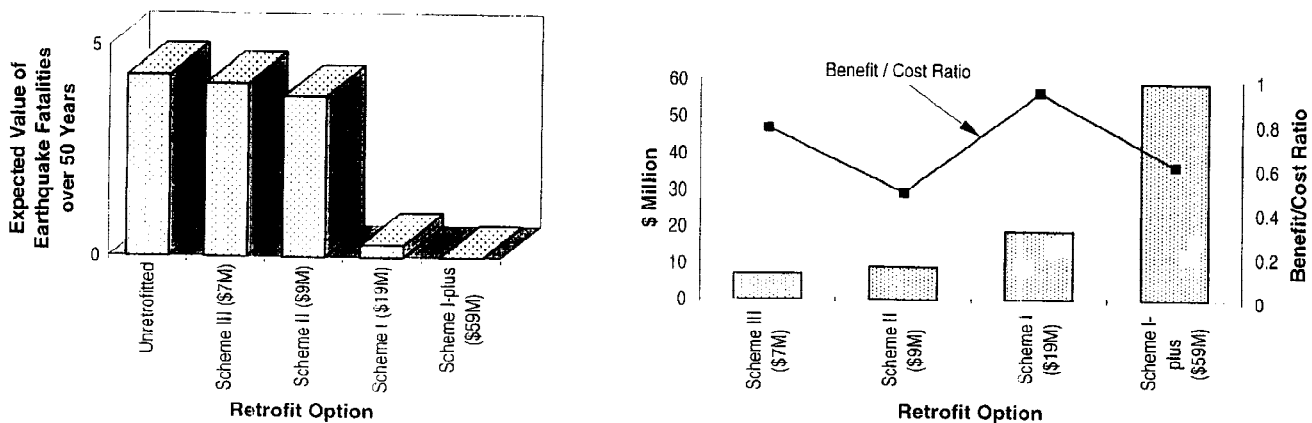 Expected Value of
Earthquake Fatalities
over 50 Years
5
0
Unretrofitted
Scheme III ($7M)
Scheme II ($9M)
Scheme I ($19M)
Scheme I-plus
($59M)
Retrofit Option
Benefit / Cost Ratio
$ Million
60
50
40
30
20
10
0
1
0.8
0.6
0.4
0.2
0
Benefit/Cost Ratio
Scheme III
($7M)
Scheme II
($9M)
Scheme I
($19M)
Scheme I-
plus
($59M)
Retrofit Option